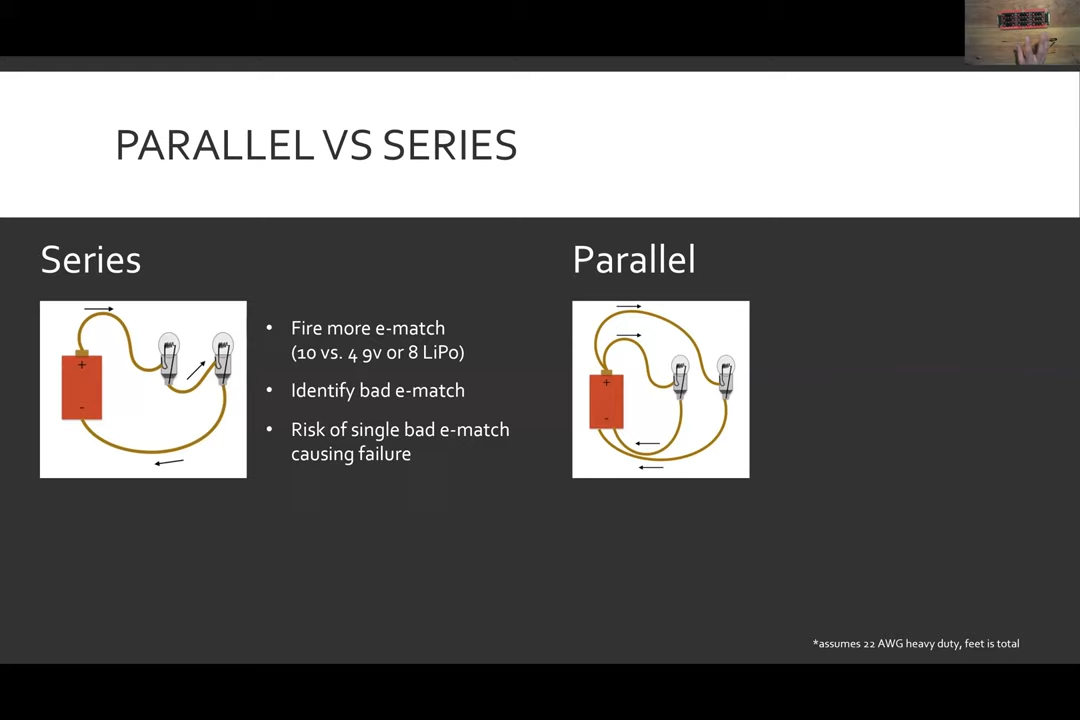 PARALLEL VS SERIES
Series
+
-
• Fire more e-match
(10 vs. 4 9v or 8 LiPo)
• Identify bad e-match
• Risk of single bad e-match
causing failure
Parallel
+
-
*assumes 22 AWG heavy duty, feet is total